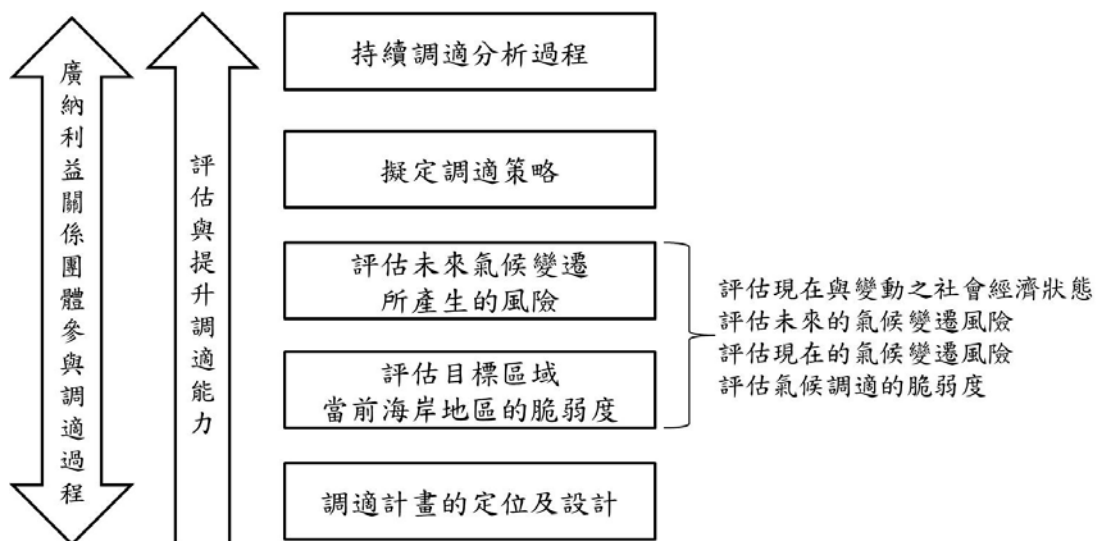 廣納利益關係團體參與調適過程
評估與提升調適能力
持續調適分析過程
擬定調適策略
評估未來氣候變遷
所產生的風險
評估目標區域
當前海岸地區的脆弱度
調適計畫的定位及設計
評估現在與變動之社會經濟狀態
評估未來的氣候變遷風險
評估現在的氣候變遷風險
評估氣候調適的脆弱度